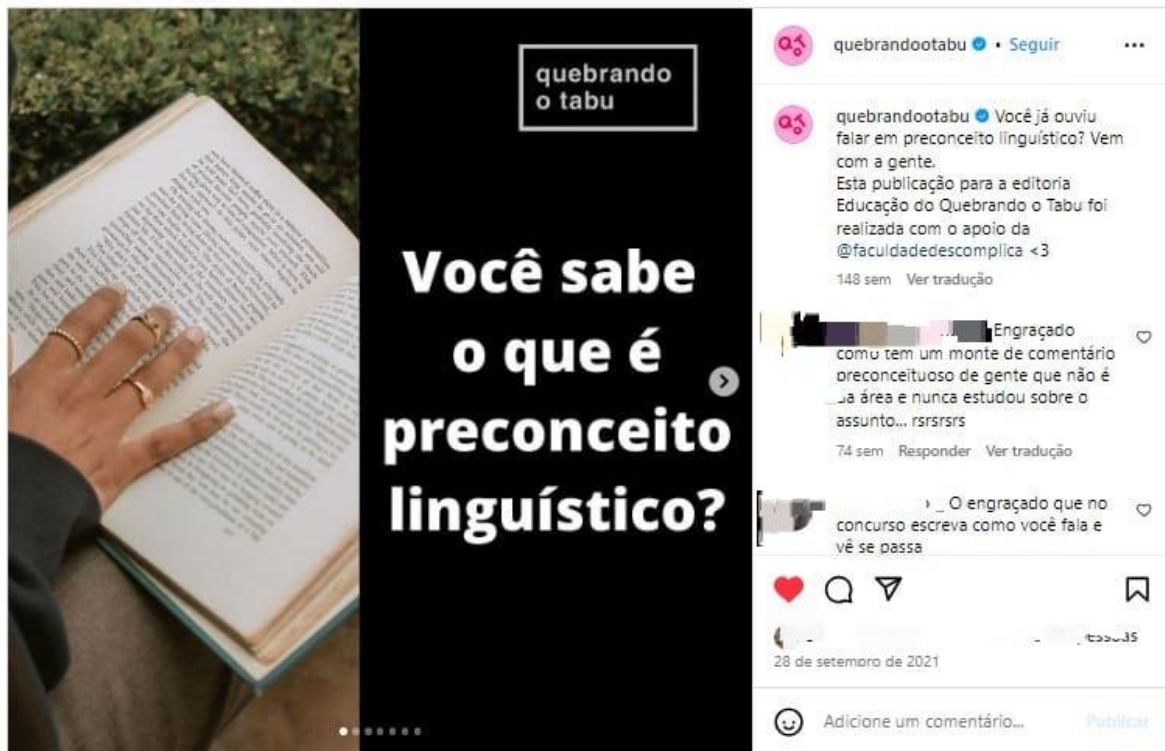 quebrando
o tabu
Você sabe
o que é
preconceito
linguístico?
quebrandootabu • Seguir
quebrandootabu Você já ouviu
falar em preconceito linguístico? Vem
com a gente.
Esta publicação para a editoria
Educação do Quebrando o Tabu foi
realizada com o apoio da
@faculdadedescomplica <3
148 sem Ver tradução
Engraçado
como tem um monte de comentário
preconceituoso de gente que não é
da área e nunca estudou sobre o
assunto... rsrsrsrs
74 sem Responder Ver tradução
_ O engraçado que no
concurso escreva como você fala e
vê se passa
28 de setembro de 2021
Adicione um comentário...
Publicar